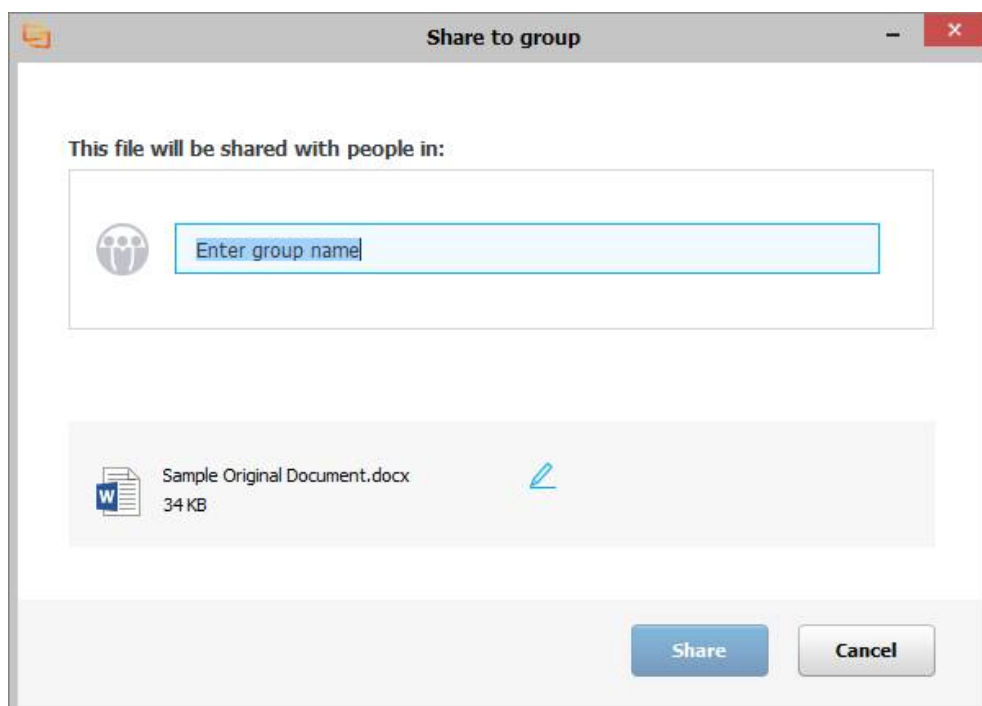 Share to group
This file will be shared with people in:
Enter group name
Sample Original Document.docx
34 KB
W
Share
Cancel